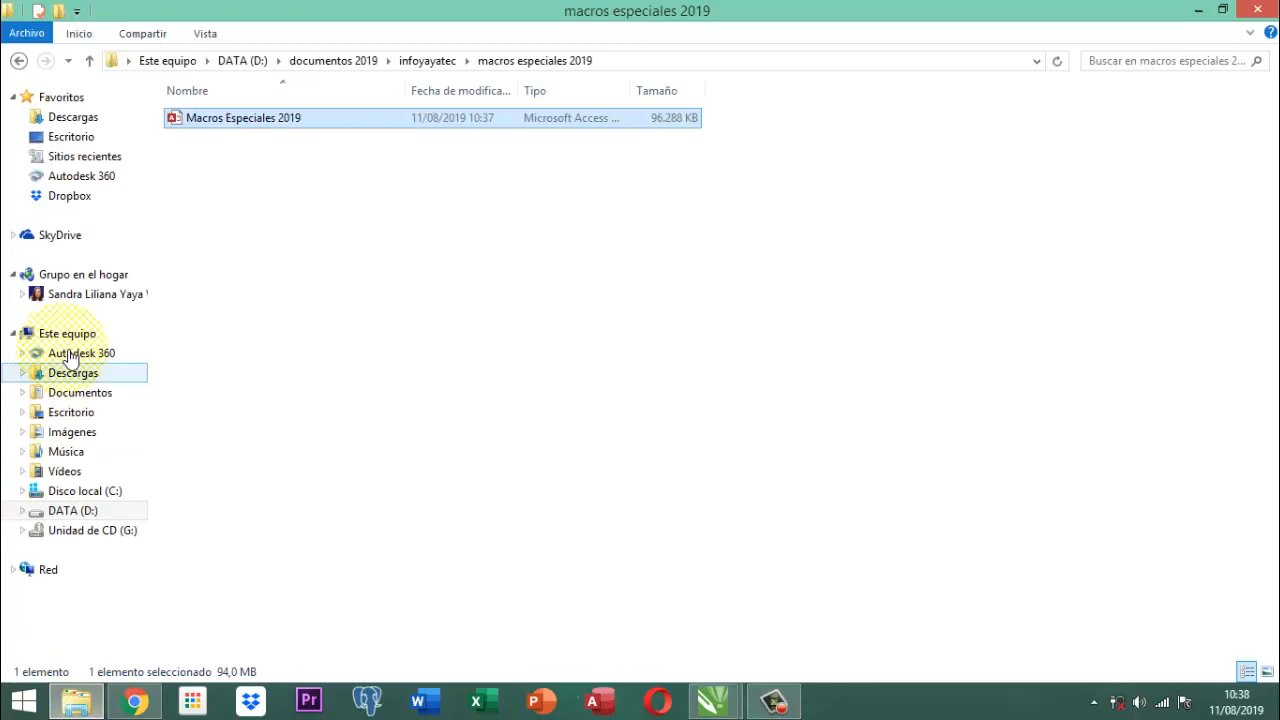 macros especiales 2019
Archivo Inicio Compartir Vista
Este equipo DATA (D:) documentos 2019 infoyayatec macros especiales 2019
Buscar en macros especiales 2...
Nombre Fecha de modifica... Tipo Tamaño
Macros Especiales 2019 11/08/2019 10:37 Microsoft Access ... 96.288 KB
Favoritos
Descargas
Escritorio
Sitios recientes
Autodesk 360
Dropbox
SkyDrive
Grupo en el hogar
Sandra Liliana Yaya
Este equipo
Autodesk 360
Descargas
Documentos
Escritorio
Imágenes
Música
Vídeos
Disco local (C:)
DATA (D:)
Unidad de CD (G:)
Red
1 elemento 1 elemento seleccionado 94,0 MB
10:38
11/08/2019